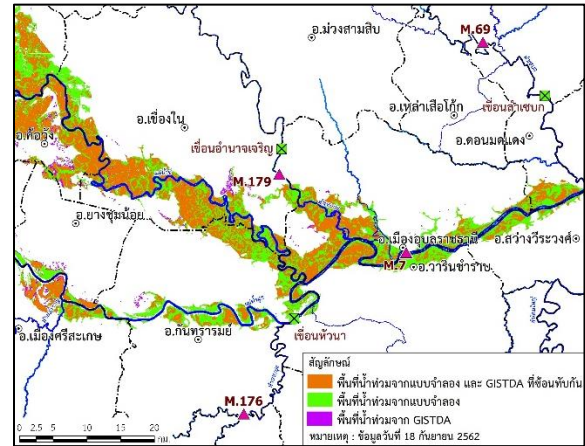 อ.ม่วงสามสิบ
M.69
อ.เขื่องใน
อ.เหล่าเสือโก้ก
เขื่อนลำเซบก
อ.ค้อวัง
เขื่อนอำนาจเจริญ
อ.ดอนมดแดง
M.179
อ.ยางชุมน้อย
อ.เมืองอุบลราชธานี
อ.สว่างวีระวงศ์
M.7
อ.วารินชำราบ
อ.เมืองศรีสะเกษ
อ.กันทรารมย์
เขื่อนหัวนา
M.176
สัญลักษณ์
พื้นที่น้ำท่วมจากแบบจำลอง และ GISTDA ที่ซ้อนทับกัน
พื้นที่น้ำท่วมจากแบบจำลอง
พื้นที่น้ำท่วมจาก GISTDA
หมายเหตุ : ข้อมูลวันที่ 18 กันยายน 2562
0 2.5 5 10 15 20
กม.